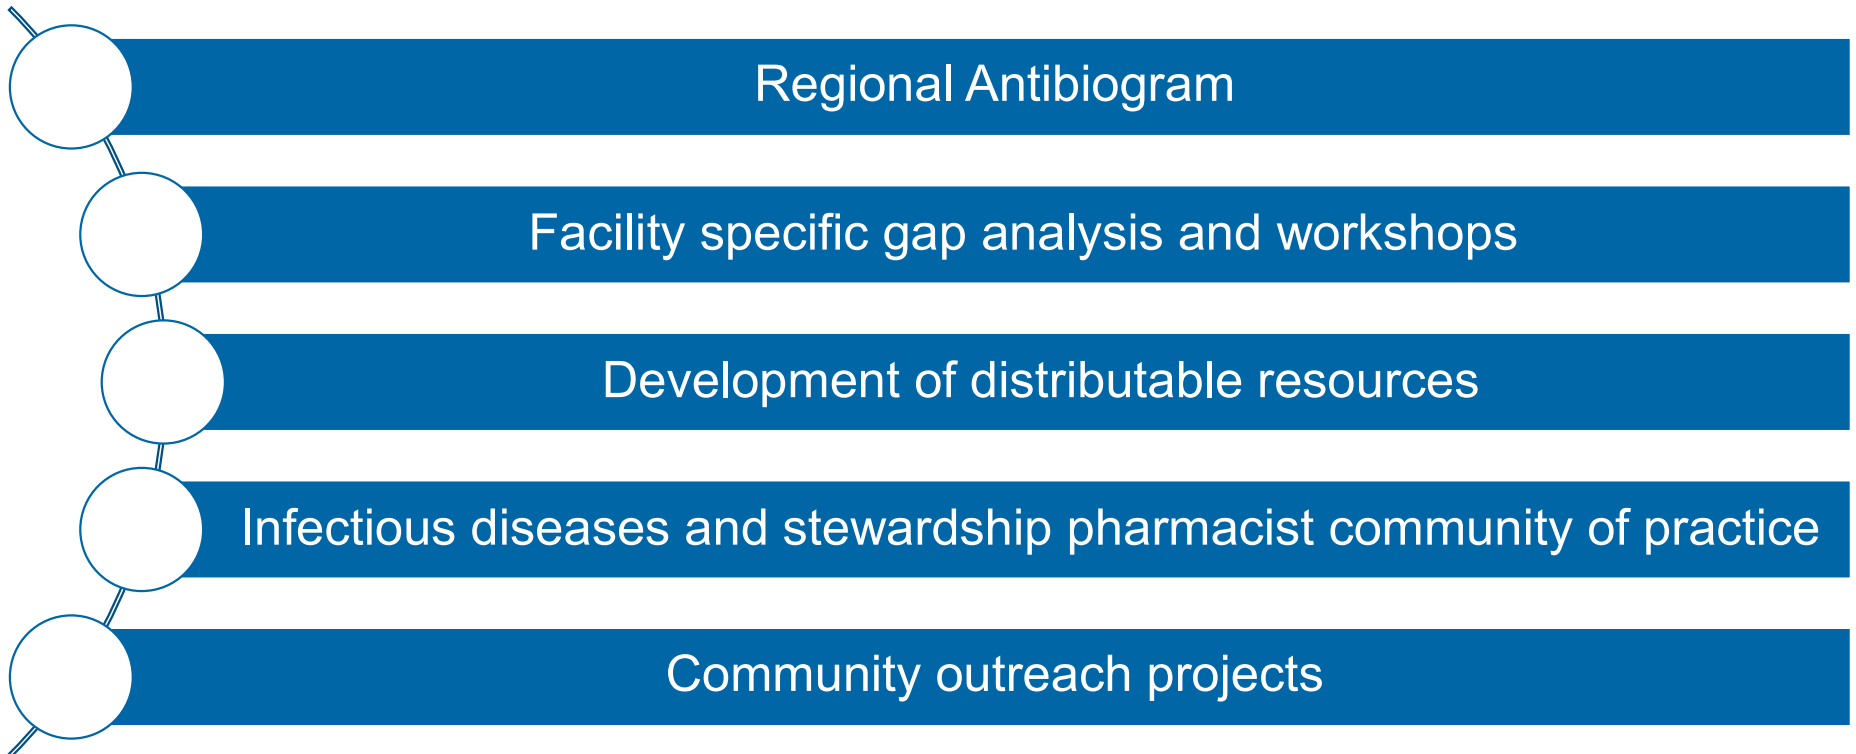 Regional Antibiogram
Facility specific gap analysis and workshops
Development of distributable resources
Infectious diseases and stewardship pharmacist community of practice
Community outreach projects